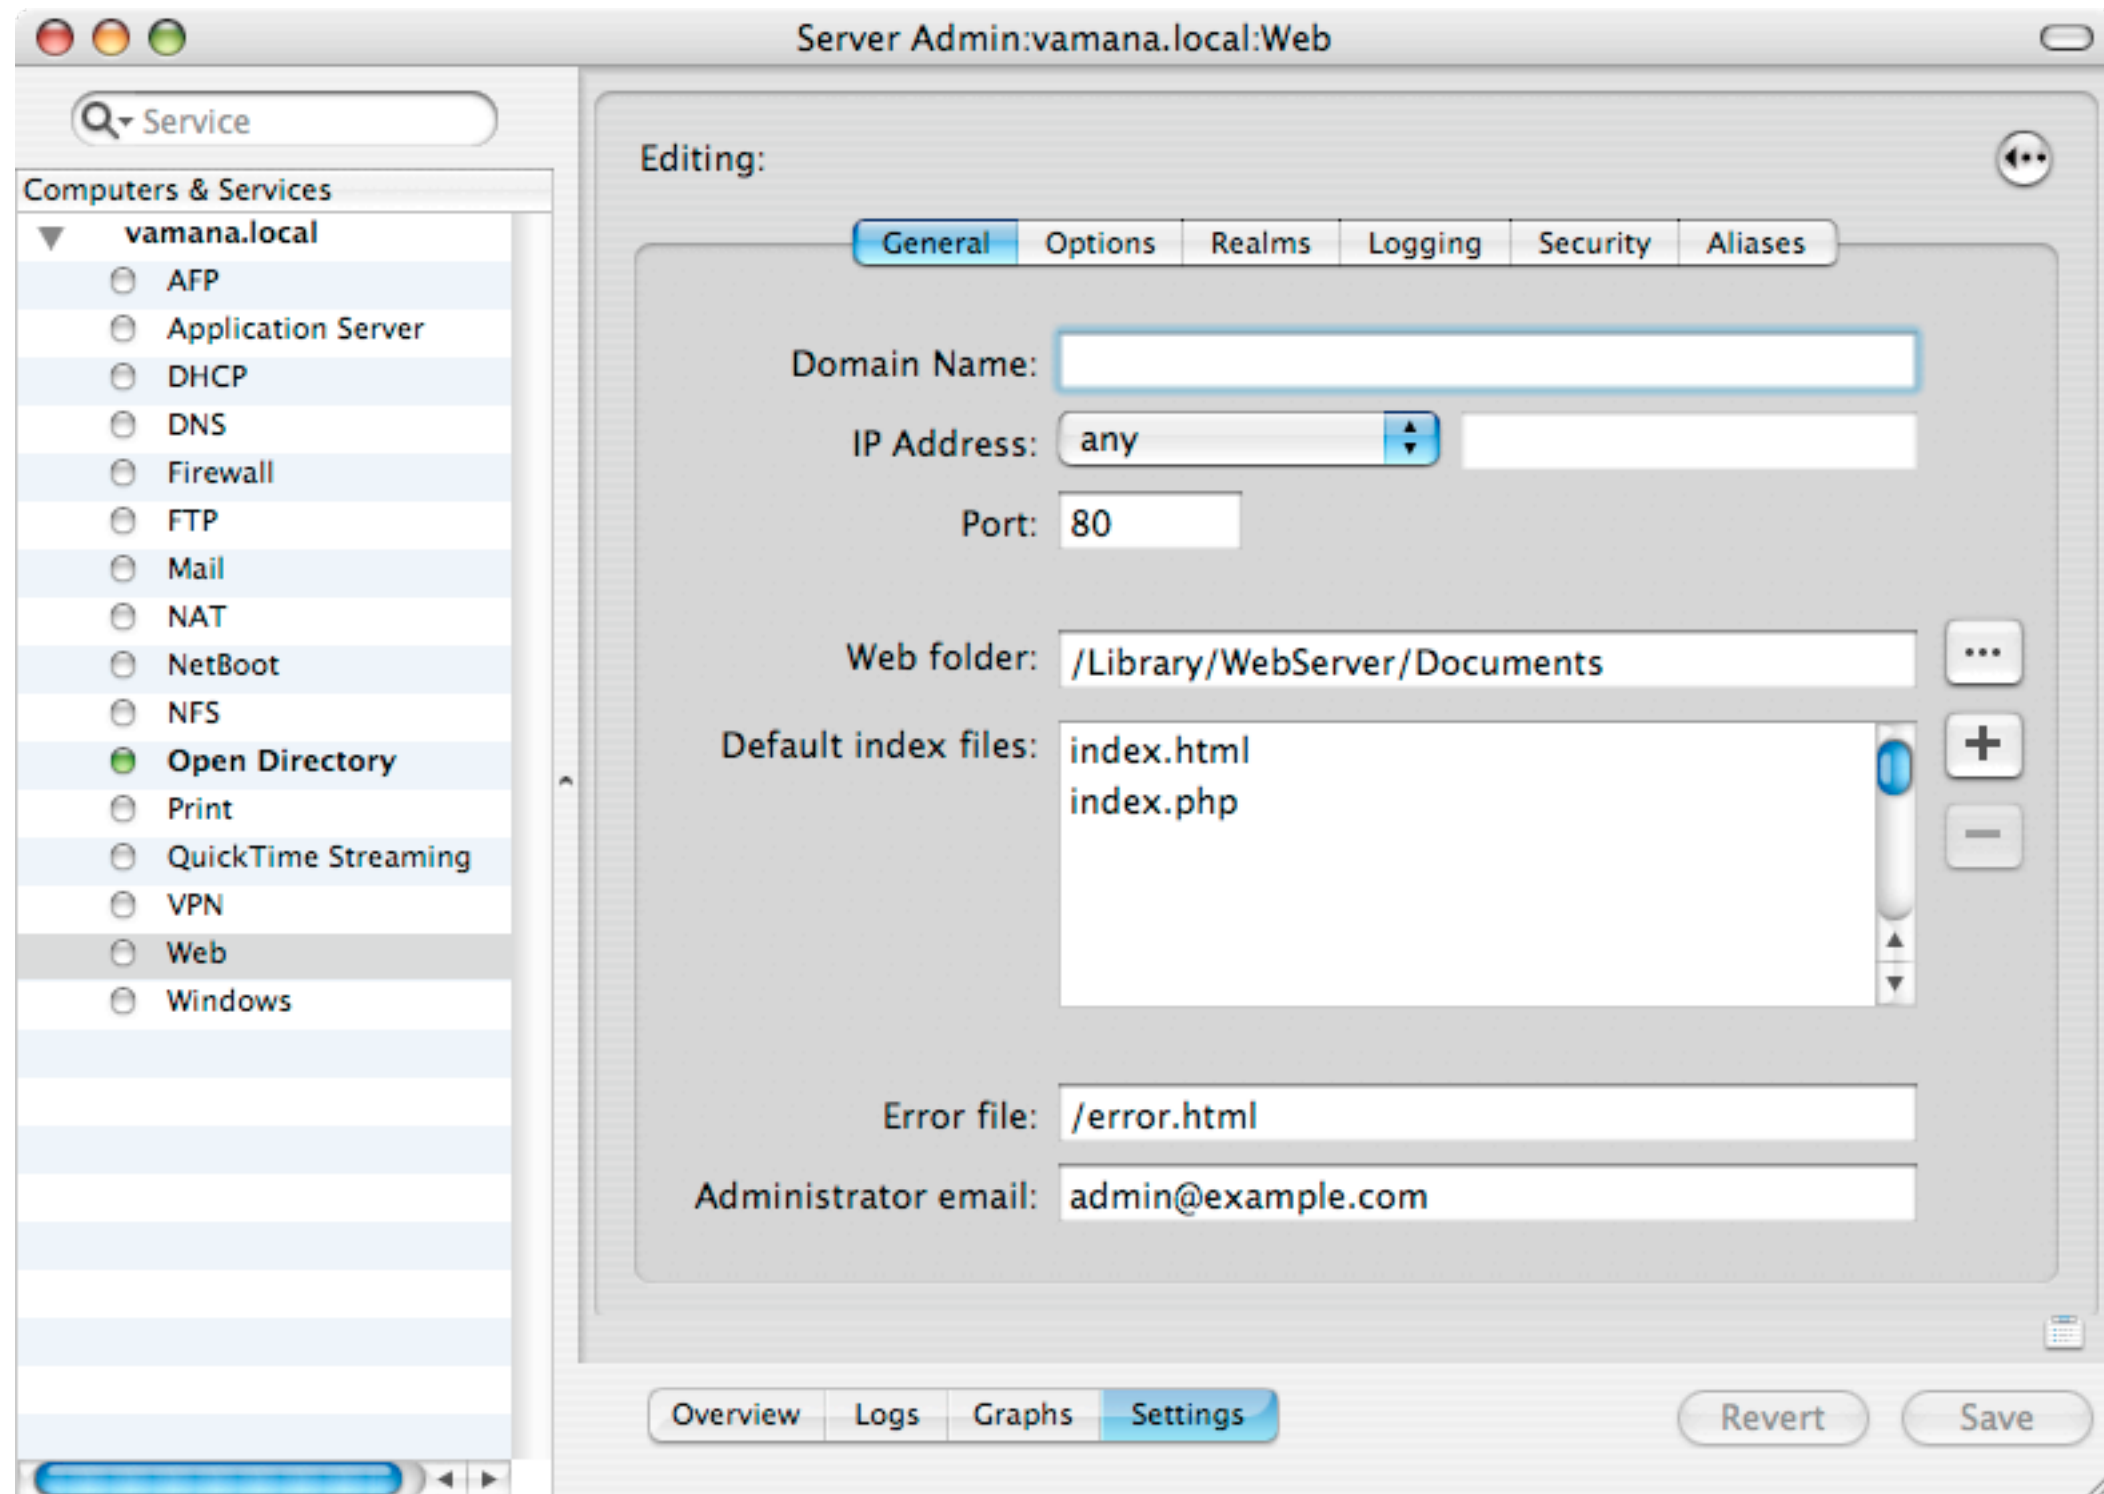 Server Admin:vamana.local:Web
Service
Computers & Services
vamana.local
AFP
Application Server
DHCP
DNS
Firewall
FTP
Mail
NAT
NetBoot
NFS
Open Directory
Print
QuickTime Streaming
VPN
Web
Windows
Editing:
General Options Realms Logging Security Aliases
Domain Name:
IP Address: any
Port: 80
Web folder: /Library/WebServer/Documents
Default index files: index.html
index.php
Error file: /error.html
Administrator email: admin@example.com
Overview Logs Graphs Settings
Revert Save